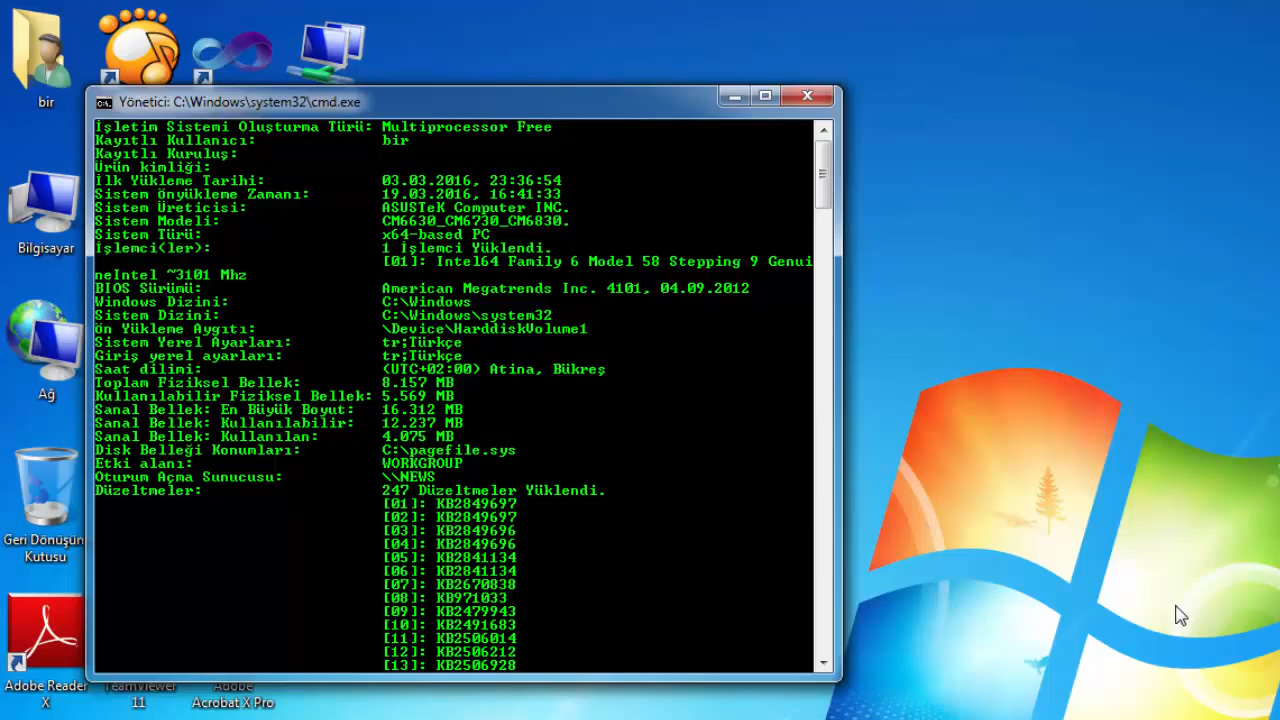 bir
Yönetici: C:\Windows\system32\cmd.exe
İşletim Sistemi Oluşturma Türü: Multiprocessor Free
Kayıtlı Kullanıcı: bir
Kayıtlı Kuruluş:
Ürün kimliği:
İlk Yükleme Tarihi: 03.03.2016, 23:36:54
Sistem Önyükleme Zamanı: 19.03.2016, 16:41:33
Sistem Üreticisi: ASUSTeK Computer INC.
Sistem Modeli: CM6630_CM6730_CM6830.
Sistem Türü: x64-based PC
İşlemci(ler): 1 İşlemci Yüklendi.
[01]: Intel64 Family 6 Model 58 Stepping 9 Genui
neIntel ~3101 Mhz
BIOS Sürümü: American Megatrends Inc. 4101, 04.09.2012
Windows Dizini: C:\Windows
Sistem Dizini: C:\Windows\system32
Ön Yükleme Aygıtı: \Device\HarddiskVolume1
Sistem Yerel Ayarları: tr;Türkçe
Giriş yerel ayarları: tr;Türkçe
Saat dilimi: (UTC+02:00) Atina, Bükreş
Toplam Fiziksel Bellek: 8.157 MB
Kullanılabilir Fiziksel Bellek: 5.569 MB
Sanal Bellek: En Büyük Boyut: 16.312 MB
Sanal Bellek: Kullanılabilir: 12.237 MB
Sanal Bellek: Kullanılan: 4.075 MB
Disk Belleği Konumları: C:\pagefile.sys
Etki alanı: WORKGROUP
Oturum Açma Sunucusu: \\NEWS
Düzeltmeler: 247 Düzeltmeler Yüklendi.
[01]: KB2849697
[02]: KB2849697
[03]: KB2849696
[04]: KB2849696
[05]: KB2841134
[06]: KB2841134
[07]: KB2670838
[08]: KB971033
[09]: KB2479943
[10]: KB2491683
[11]: KB2506014
[12]: KB2506212
[13]: KB2506928
Bilgisayar
Ağ
Geri Dönüşün
Kutusu
Adobe Reader
X
TeamViewer
11
Adobe
Acrobat X Pro